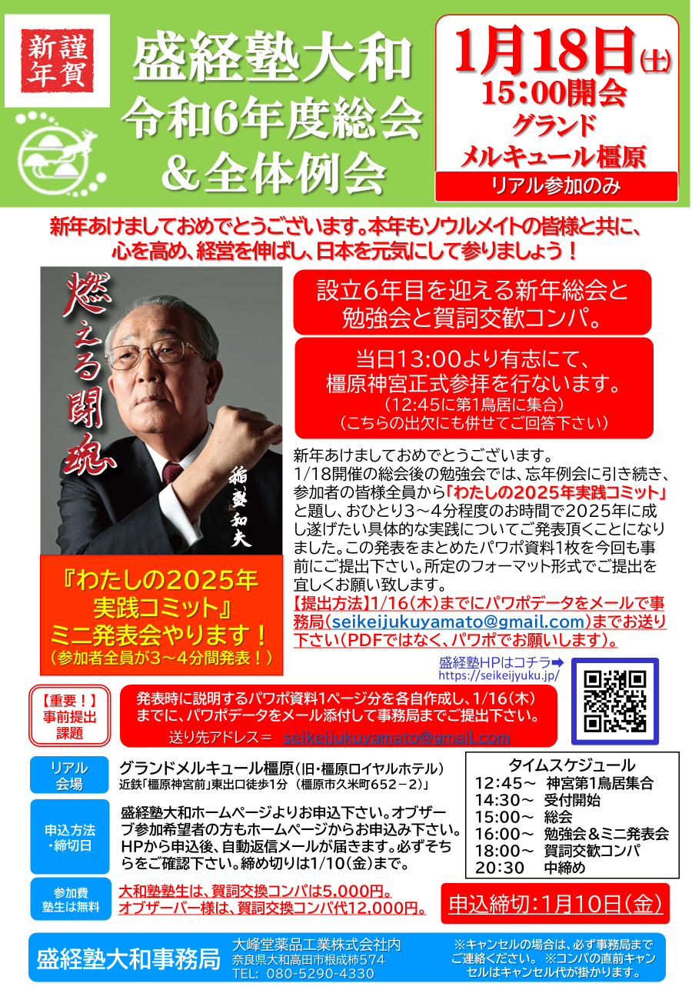 謹賀
新年
盛経塾大和
令和6年度総会
＆全体例会
1月18日(土)
15：00開会
グランド
メルキュール橿原
リアル参加のみ
新年あけましておめでとうございます。本年もソウルメイトの皆様と共に、
心を高め、経営を伸ばし、日本を元気にして参りましょう！
燃える闘魂
稲盛和夫
設立6年目を迎える新年総会と
勉強会と賀詞交歓コンパ。
当日13：00より有志にて、
橿原神宮正式参拝を行ないます。
（12：45に第1鳥居に集合）
（こちらの出欠にも併せてご回答下さい）
新年あけましておめでとうございます。
1/18開催の総会後の勉強会では、忘年例会に引き続き、
参加者の皆様全員から「わたしの2025年実践コミット」
と題し、おひとり3～4分程度のお時間で2025年に成
し遂げたい具体的な実践についてご発表頂くことになり
ました。この発表をまとめたパワポ資料1枚を今回も事
前にご提出下さい。所定のフォーマット形式でご提出を
宜しくお願い致します。
【提出方法】1/16（木）までにパワポデータをメールで事
務局（seikeijukuyamato@gmail.com）までお送り
下さい（PDFではなく、パワポでお願いします）。
『わたしの2025年
実践コミット』
ミニ発表会やります！
（参加者全員が3～4分間発表！）
盛経塾HPはコチラ➡
https://seikeijyuku.jp/
【重要！】
事前提出
課題
発表時に説明するパワポ資料1ページ分を各自作成し、1/16（木）
までに、パワポデータをメール添付して事務局までご提出下さい。
送り先アドレス＝ seikeijukuyamato@gmail.com
リアル
会場
グランドメルキュール橿原（旧・橿原ロイヤルホテル）
近鉄「橿原神宮前」東出口徒歩1分 （橿原市久米町652－2）」
申込方法
・締切日
盛経塾大和ホームページよりお申込下さい。オブザー
ブ参加希望者の方もホームページからお申込み下さい。
HPから申込後、自動返信メールが届きます。必ずそち
らをご確認下さい。締め切りは1/10（金）まで。
参加費
塾生は無料
大和塾塾生は、賀詞交換コンパは5,000円。
オブザーバー様は、賀詞交換コンパ代12,000円。
タイムスケジュール
12：45～ 神宮第1鳥居集合
14：30～ 受付開始
15：00～ 総会
16：00～ 勉強会＆ミニ発表会
18：00～ 賀詞交歓コンパ
20：30 中締め
申込締切：1月10日（金）
盛経塾大和事務局
大峰堂薬品工業株式会社内
奈良県大和高田市根成柿574
TEL: 080-5290-4330
※キャンセルの場合は、必ず事務局まで
ご連絡ください。 ※コンパの直前キャン
セルはキャンセル代が掛かります。